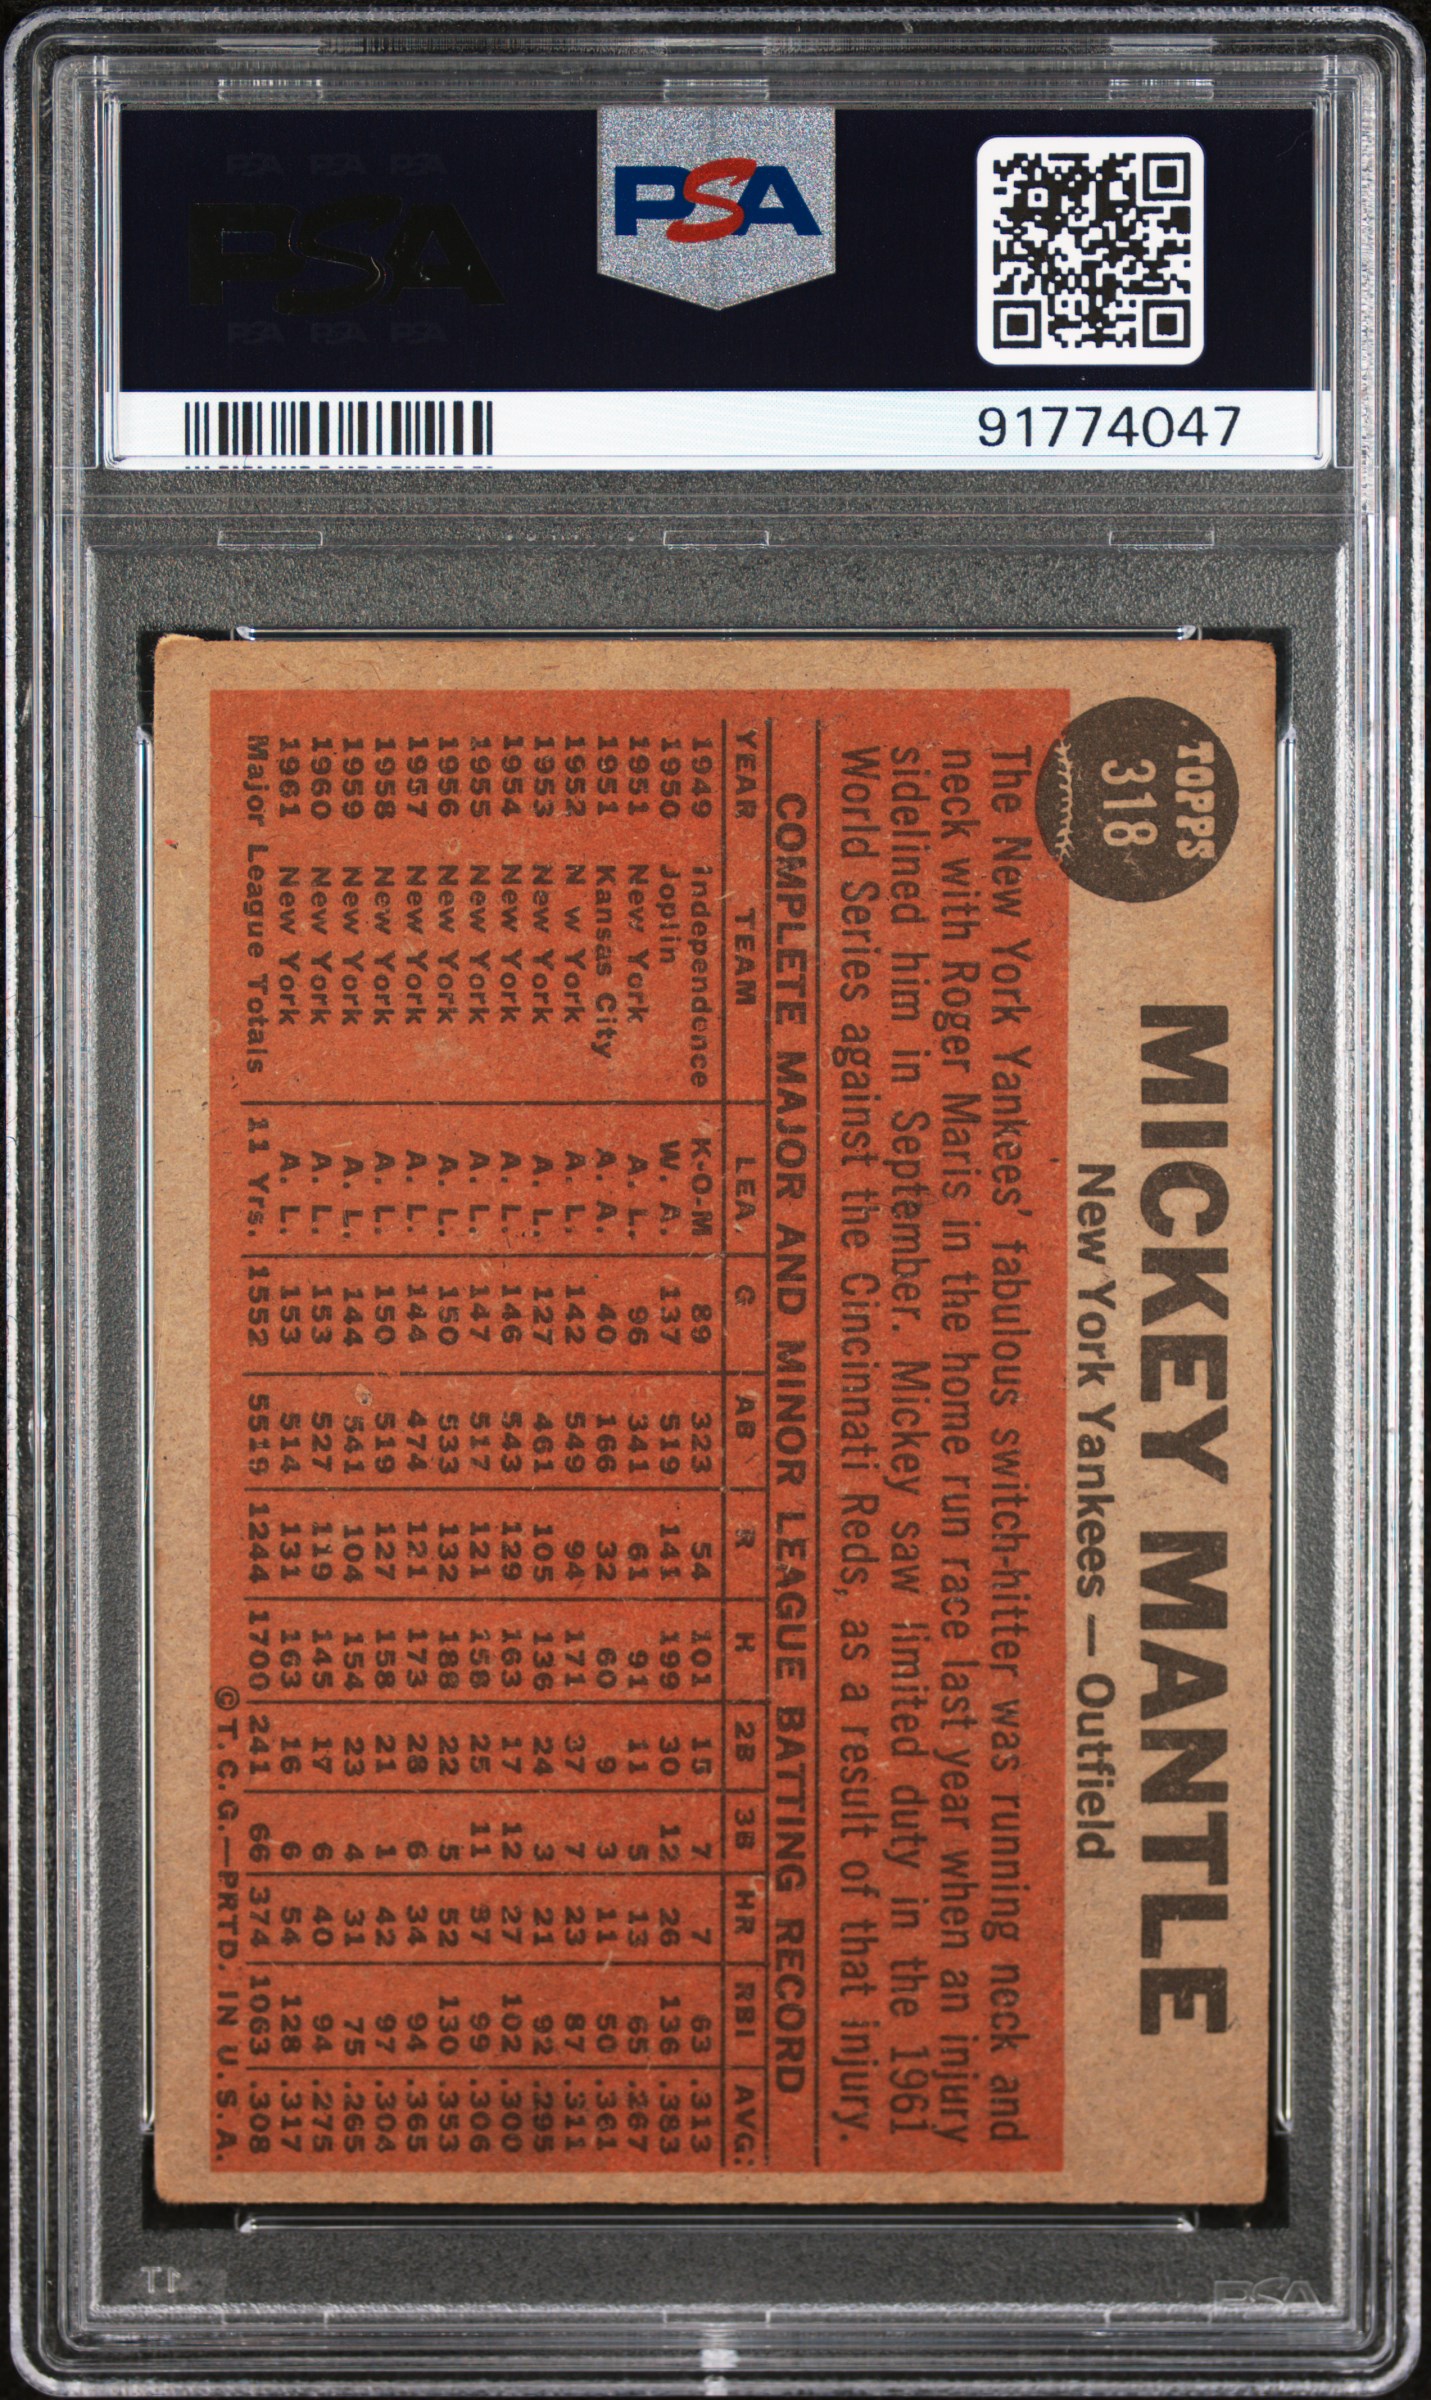 PSA PSA PSA
PSA
PSA PSA PSA
PSA
91774047
TOPPS
318
MICKEY MANTLE
New York Yankees — Outfield
The New York Yankees' fabulous switch-hitter was running neck and
neck with Roger Maris in the home run race last year when an injury
sidelined him in September. Mickey saw limited duty in the 1961
World Series against the Cincinnati Reds, as a result of that injury.
COMPLETE MAJOR AND MINOR LEAGUE BATTING RECORD
YEAR TEAM LEA. G AB R H 2B 3B HR RBI AVG.
1949 Independence K-O-M 89 323 54 101 15 7 7 63 .313
1950 Joplin W. A. 137 519 141 199 30 12 26 136 .383
1951 New York A. L. 96 341 61 91 11 5 13 65 .267
1951 Kansas City A. A. 40 166 32 60 9 3 11 50 .361
1952 N w York A. L. 142 549 94 171 37 7 23 87 .311
1953 New York A. L. 127 461 105 136 24 3 21 92 .295
1954 New York A. L. 146 543 129 163 17 12 27 102 .300
1955 New York A. L. 147 517 121 158 25 11 37 99 .306
1956 New York A. L. 150 533 132 188 22 5 52 130 .353
1957 New York A. L. 144 474 121 173 28 6 34 94 .365
1958 New York A. L. 150 519 127 158 21 1 42 97 .304
1959 New York A. L. 144 541 104 154 23 4 31 75 .265
1960 New York A. L. 153 527 119 145 17 6 40 94 .275
1961 New York A. L. 153 514 131 163 16 6 54 128 .317
Major League Totals 11 Yrs. 1552 5519 1244 1700 241 66 374 1063 .308
©T. C. G.—PRTD. IN U. S. A.
1T
PSA